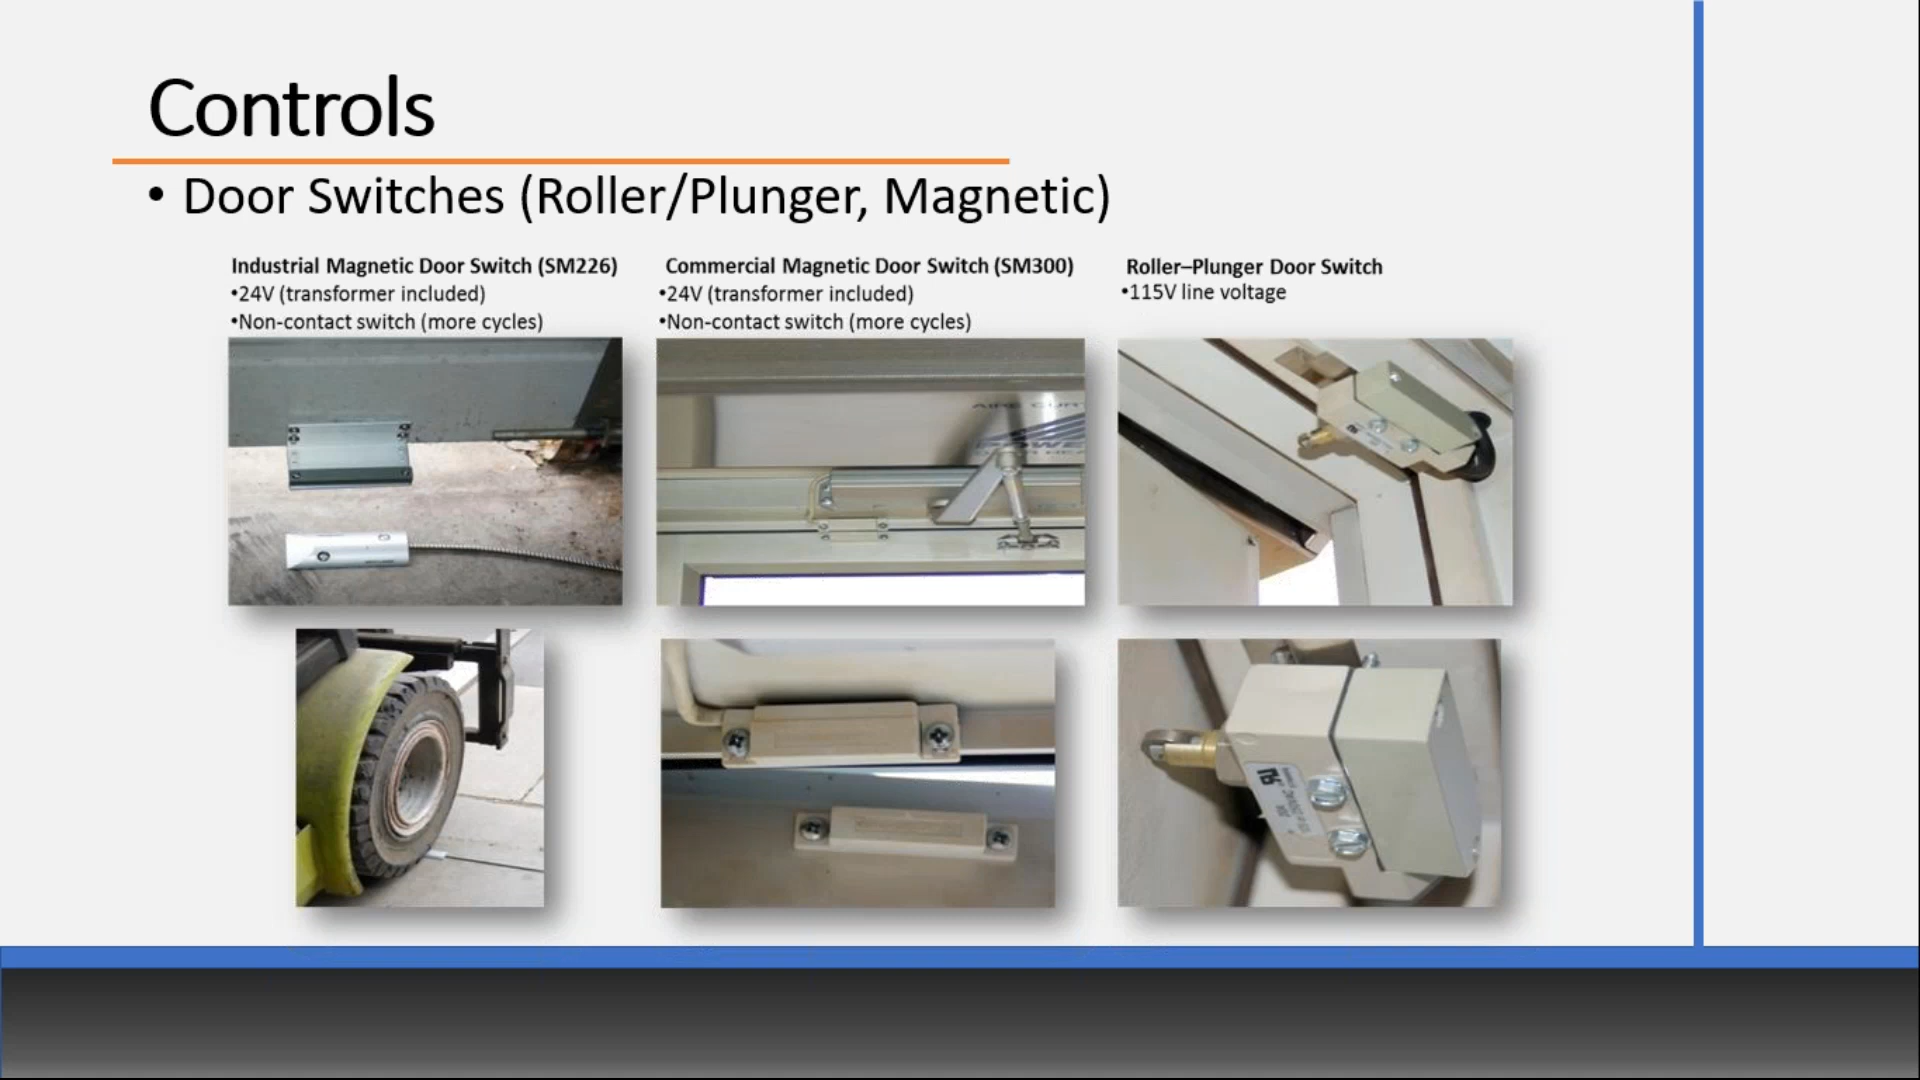 Controls
• Door Switches (Roller/Plunger, Magnetic)
Industrial Magnetic Door Switch (SM226)
•24V (transformer included)
•Non-contact switch (more cycles)
Commercial Magnetic Door Switch (SM300)
•24V (transformer included)
•Non-contact switch (more cycles)
Roller–Plunger Door Switch
•115V line voltage